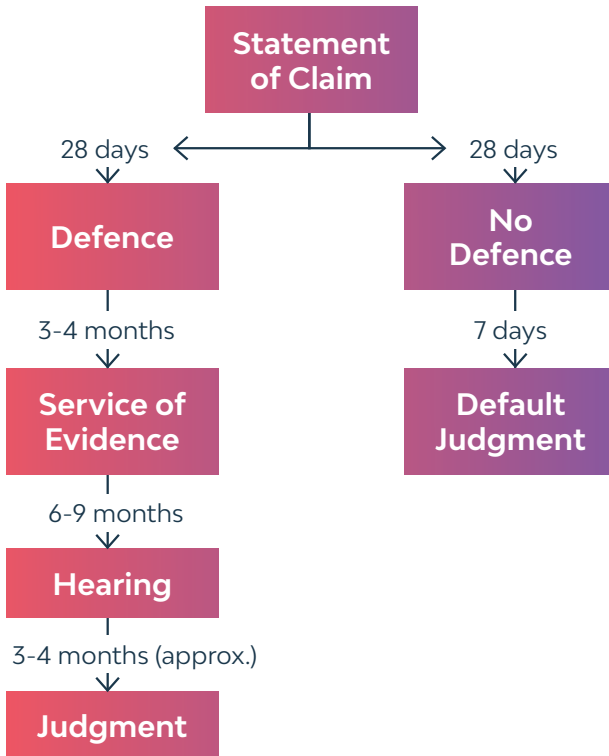 Statement
of Claim
28 days
28 days
Defence
No
Defence
3-4 months
7 days
Service of
Evidence
Default
Judgment
6-9 months
Hearing
3-4 months (approx.)
Judgment